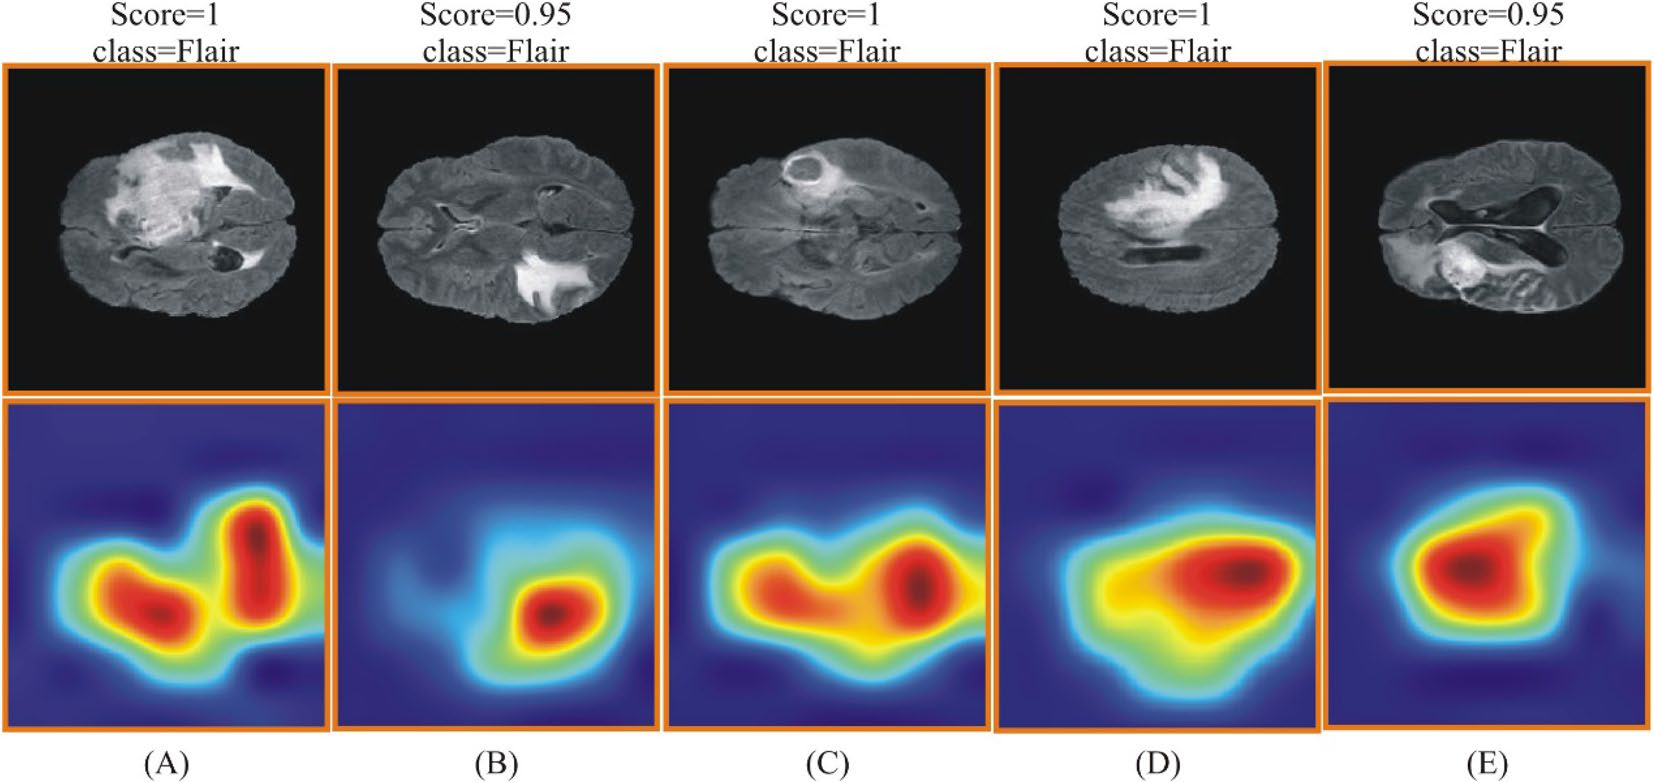 Score=1
class=Flair
Score=0.95
class=Flair
Score=1
class=Flair
Score=1
class=Flair
Score=0.95
class=Flair
(A)
(B)
(C)
(D)
(E)